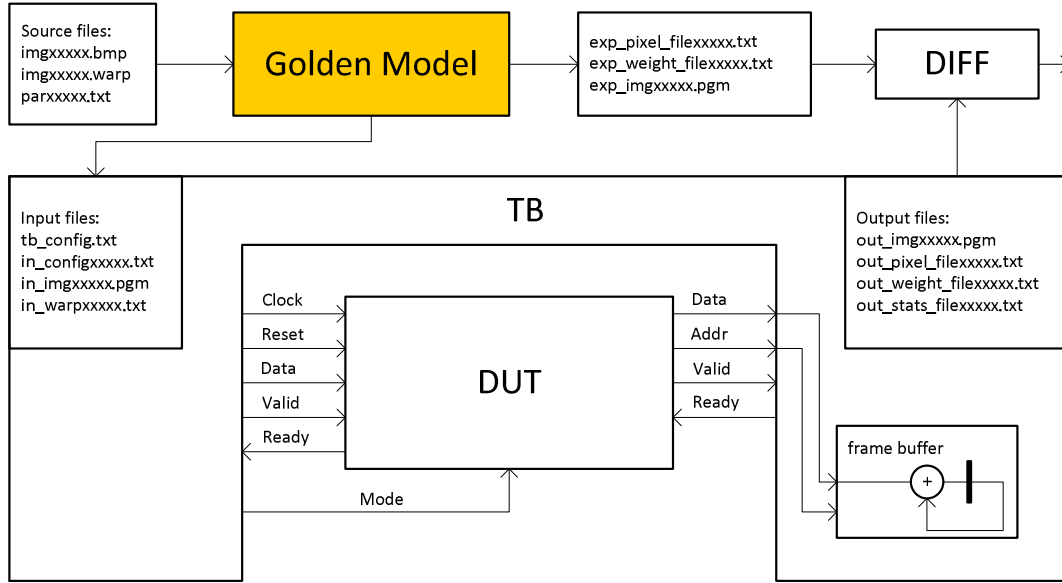 Source files:
imgxxxxx.bmp
imgxxxxx.warp
parxxxxx.txt
Golden Model
exp_pixel_filexxxxx.txt
exp_weight_filexxxxx.txt
exp_imgxxxxx.pgm
DIFF
TB
Input files:
tb_config.txt
in_configxxxxx.txt
in_imgxxxxx.pgm
in_warpxxxxx.txt
Output files:
out_imgxxxxx.pgm
out_pixel_filexxxxx.txt
out_weight_filexxxxx.txt
out_stats_filexxxxx.txt
Clock
Reset
Data
Valid
Ready
Mode
DUT
Data
Addr
Valid
Ready
frame buffer
+